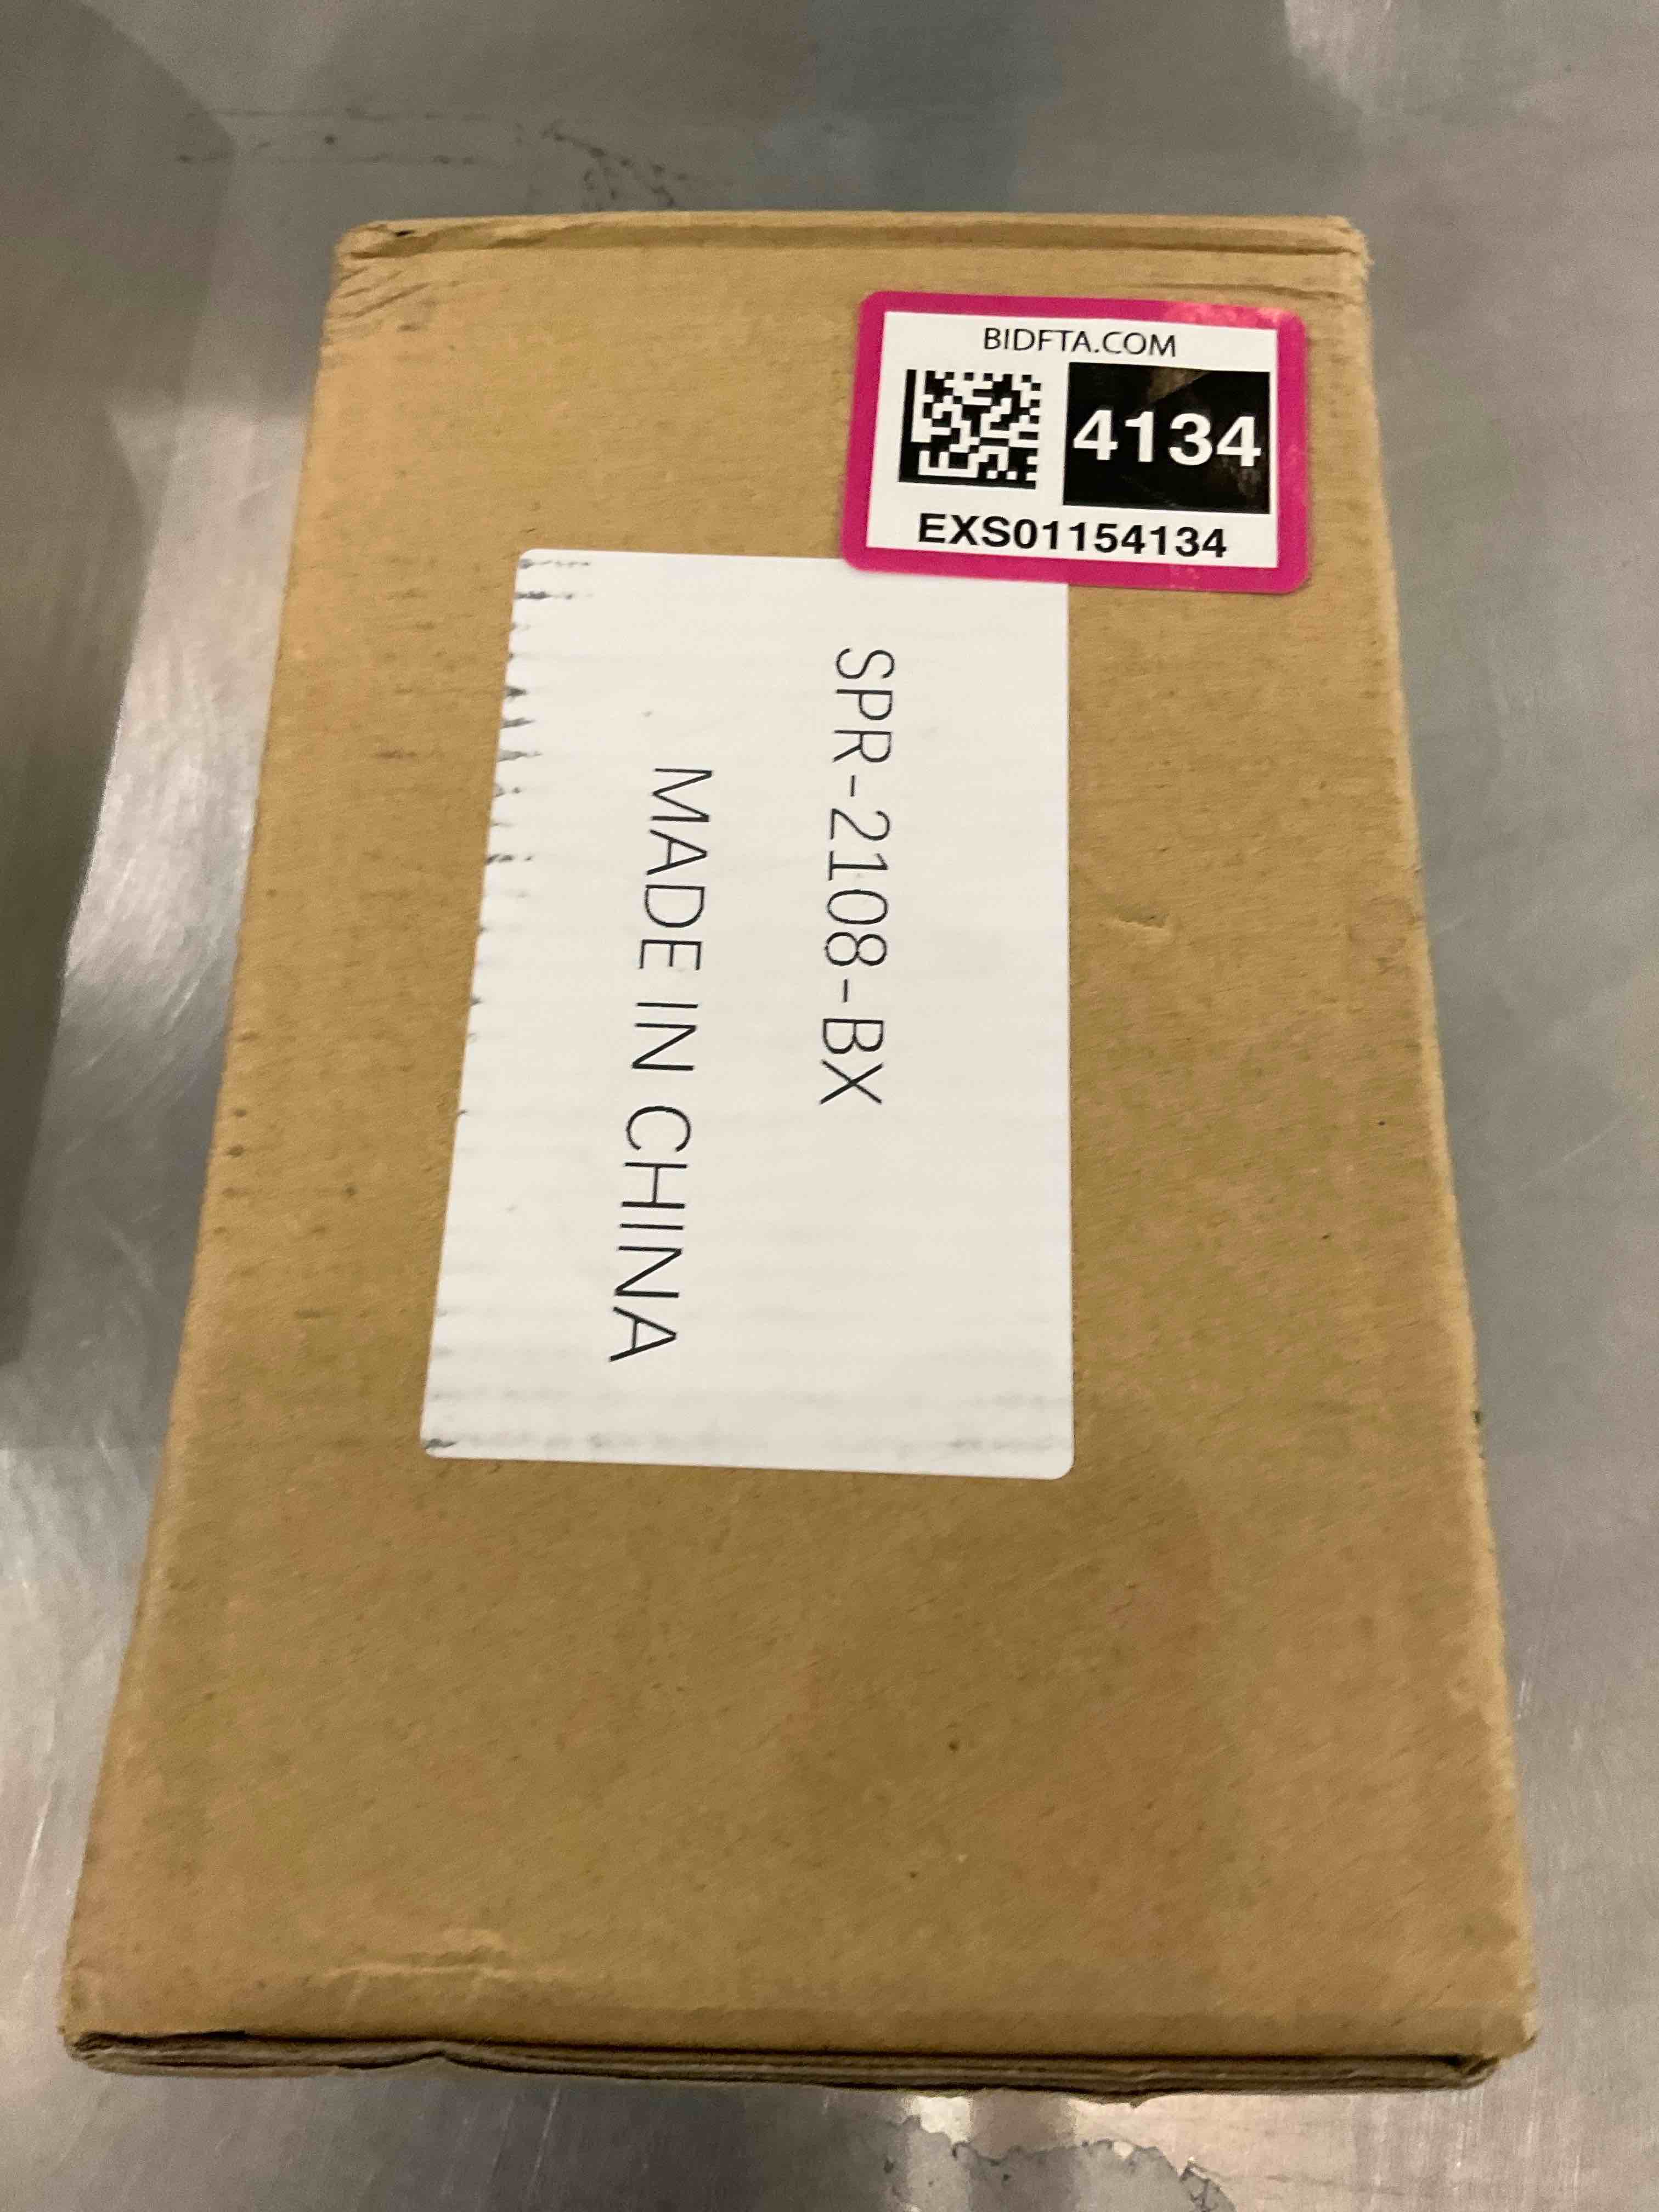 BIDFTA.COM
4134
EXS01154134
SPR-2108-BX
MADE IN CHINA